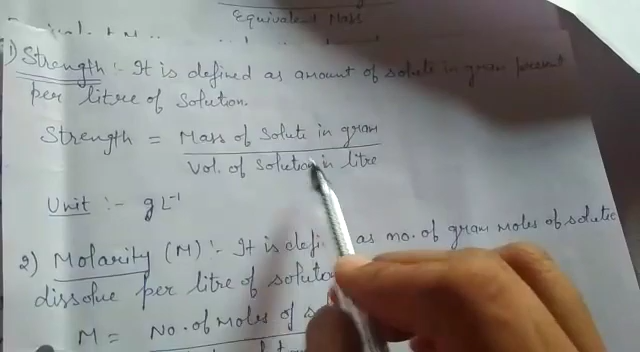 Equivalent Mass
1) Strength :- It is defined as amount of solute in gram present
per litre of solution.
Strength = Mass of solute in gram
Vol. of solution in litre
Unit :- g L⁻¹
2) Molarity (M) :- It is defi as no. of gram moles of solute
dissolve per litre of solution
M = No. of moles of s